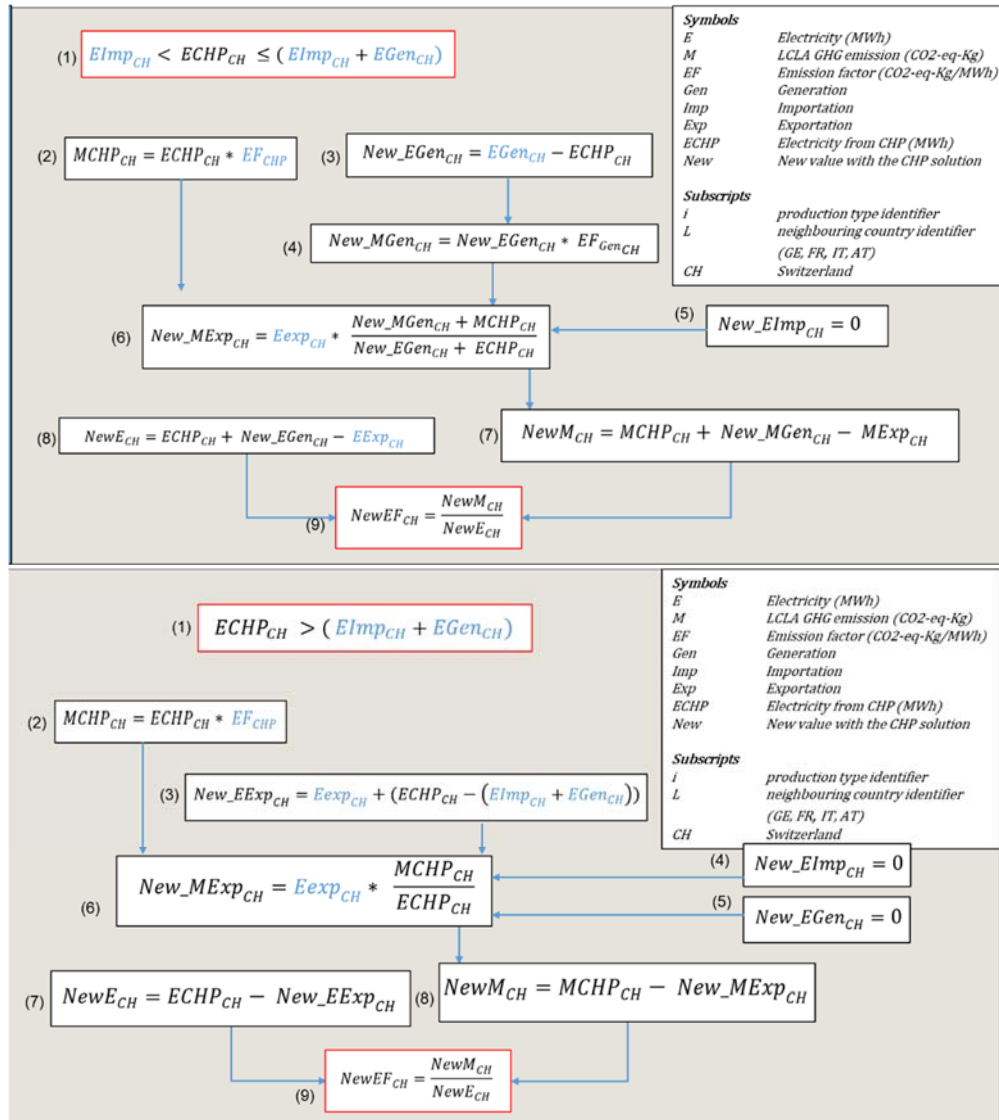 (1) EImp_CH < ECHP_CH ≤ (EImp_CH + EGen_CH)
Symbols
E Electricity (MWh)
M LCLA GHG emission (CO2-eq-Kg)
EF Emission factor (CO2-eq-Kg/MWh)
Gen Generation
Imp Importation
Exp Exportation
ECHP Electricity from CHP (MWh)
New New value with the CHP solution
Subscripts
i production type identifier
L neighbouring country identifier
(GE, FR, IT, AT)
CH Switzerland
(2) MCHP_CH = ECHP_CH * EF_CHP
(3) New_EGen_CH = EGen_CH − ECHP_CH
(4) New_MGen_CH = New_EGen_CH * EF_Gen_CH
(5) New_EImp_CH = 0
(6) New_MExp_CH = Eexp_CH * (New_MGen_CH + MCHP_CH) / (New_EGen_CH + ECHP_CH)
(8) NewE_CH = ECHP_CH + New_EGen_CH − EExp_CH
(7) NewM_CH = MCHP_CH + New_MGen_CH − MExp_CH
(9) NewEF_CH = NewM_CH / NewE_CH
(1) ECHP_CH > (EImp_CH + EGen_CH)
Symbols
E Electricity (MWh)
M LCLA GHG emission (CO2-eq-Kg)
EF Emission factor (CO2-eq-Kg/MWh)
Gen Generation
Imp Importation
Exp Exportation
ECHP Electricity from CHP (MWh)
New New value with the CHP solution
Subscripts
i production type identifier
L neighbouring country identifier
(GE, FR, IT, AT)
CH Switzerland
(2) MCHP_CH = ECHP_CH * EF_CHP
(3) New_EExp_CH = Eexp_CH + (ECHP_CH − (EImp_CH + EGen_CH))
(4) New_EImp_CH = 0
(5) New_EGen_CH = 0
(6) New_MExp_CH = Eexp_CH * MCHP_CH / ECHP_CH
(7) NewE_CH = ECHP_CH − New_EExp_CH
(8) NewM_CH = MCHP_CH − New_MExp_CH
(9) NewEF_CH = NewM_CH / NewE_CH